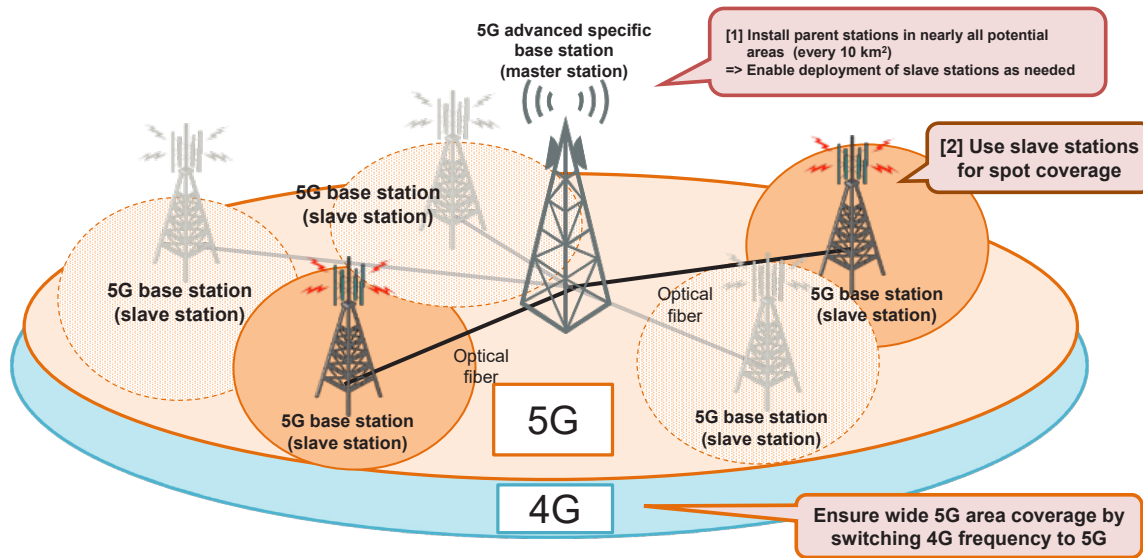 5G advanced specific
base station
(master station)
[1] Install parent stations in nearly all potential
areas (every 10 km²)
=> Enable deployment of slave stations as needed
[2] Use slave stations
for spot coverage
5G base station
(slave station)
5G base station
(slave station)
Optical
fiber
5G base station
(slave station)
Optical
fiber
5G base station
(slave station)
5G
5G base station
(slave station)
4G
Ensure wide 5G area coverage by
switching 4G frequency to 5G